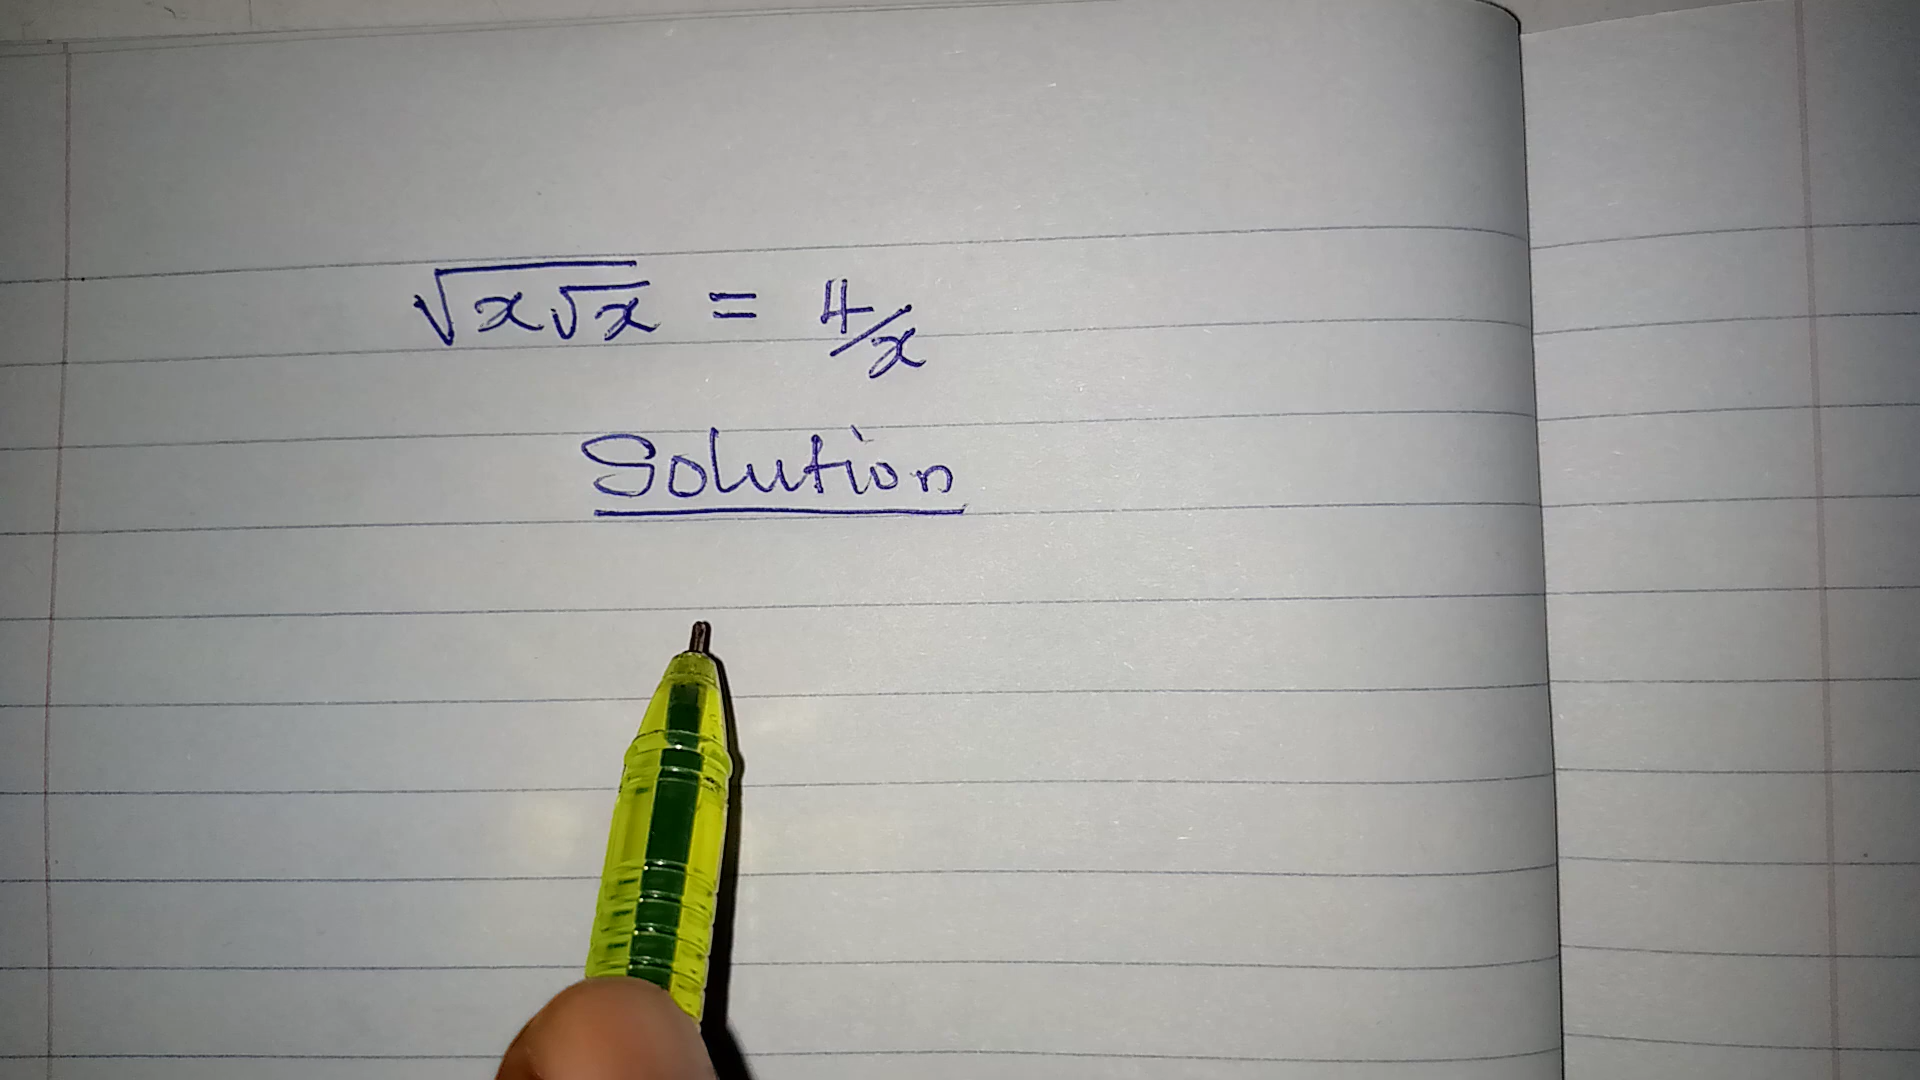 √(x√x) = 4/x
Solution